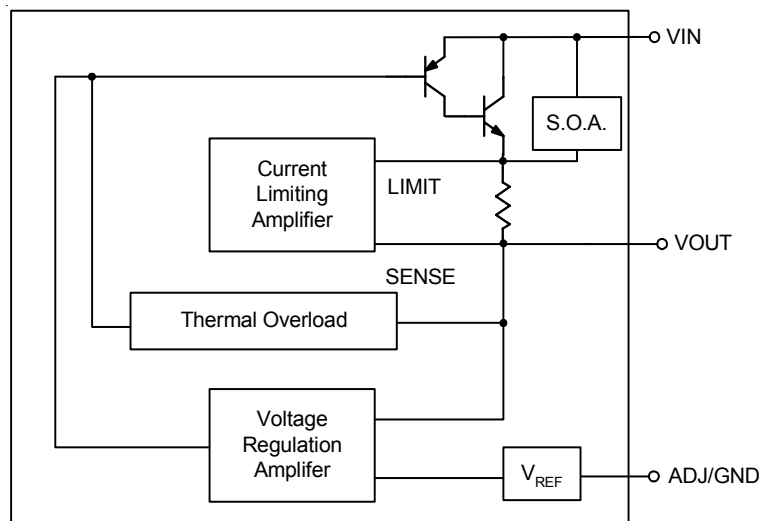 VIN
S.O.A.
Current
Limiting
Amplifier
LIMIT
VOUT
SENSE
Thermal Overload
Voltage
Regulation
Amplifer
VREF
ADJ/GND